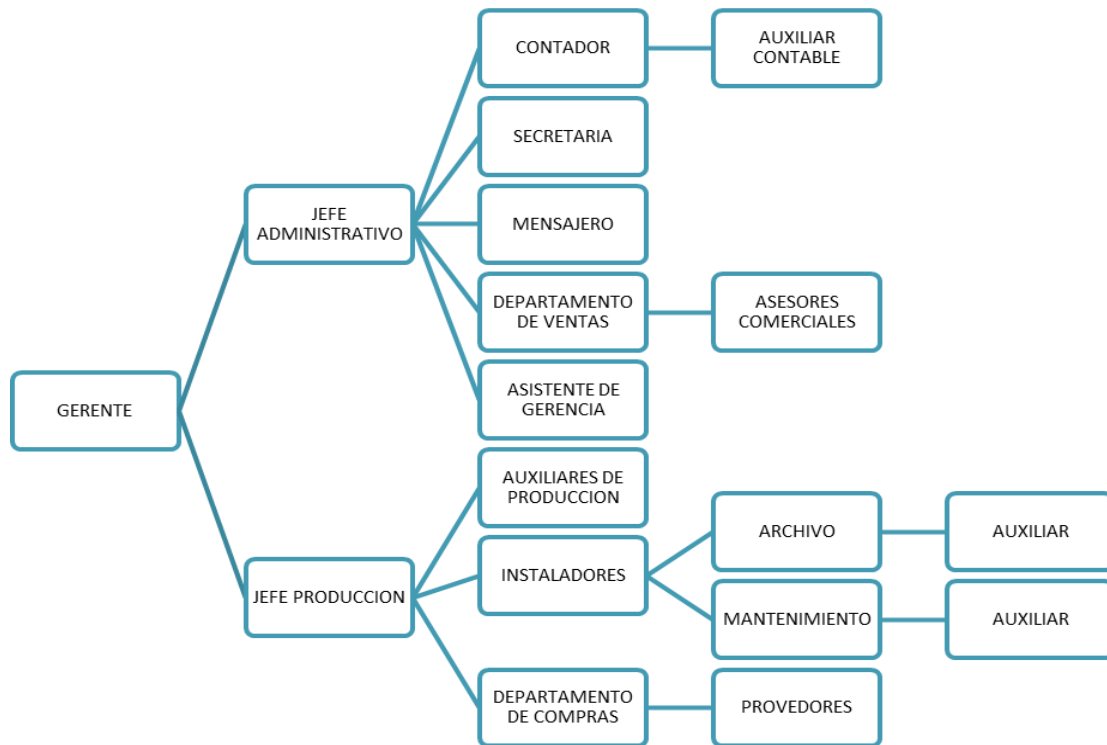 CONTADOR
AUXILIAR
CONTABLE
SECRETARIA
JEFE
ADMINISTRATIVO
MENSAJERO
DEPARTAMENTO
DE VENTAS
ASESORES
COMERCIALES
ASISTENTE DE
GERENCIA
GERENTE
AUXILIARES DE
PRODUCCION
JEFE PRODUCCION
INSTALADORES
ARCHIVO
AUXILIAR
MANTENIMIENTO
AUXILIAR
DEPARTAMENTO
DE COMPRAS
PROVEDORES